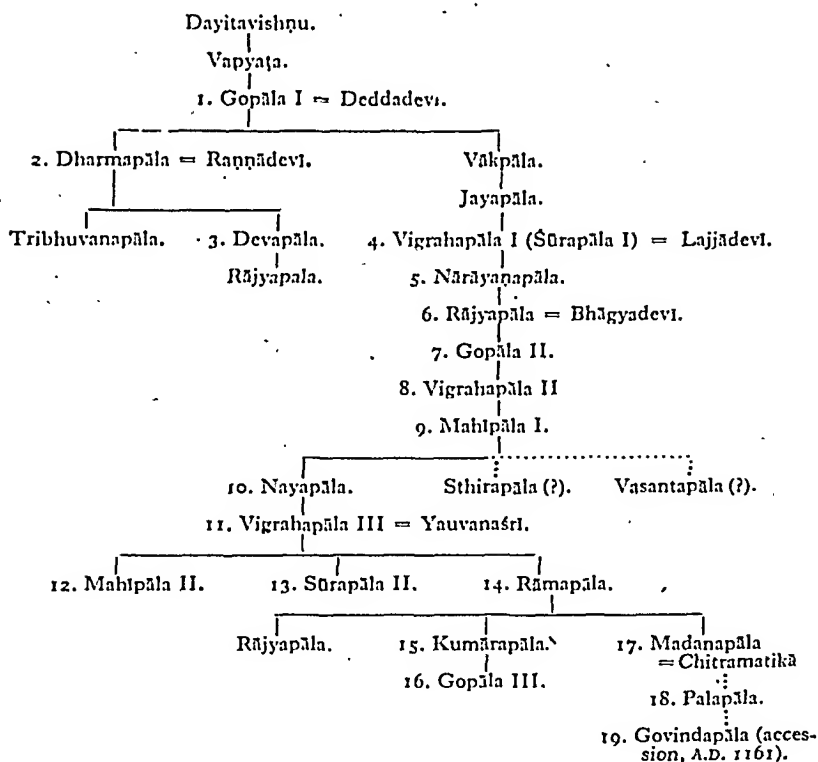 Dayitavishṇu.
Vapyaṭa.
1. Gopāla I = Deddadevī.
2. Dharmapāla = Raṇṇādevī. Vākpāla.
Jayapāla.
Tribhuvanapāla. 3. Devapāla. 4. Vigrahapāla I (Śūrapāla I) = Lajjādevī.
Rājyapala. 5. Nārāyaṇapāla.
6. Rājyapāla = Bhāgyadevī.
7. Gopāla II.
8. Vigrahapāla II
9. Mahīpāla I.
10. Nayapāla. Sthirapāla (?). Vasantapāla (?).
11. Vigrahapāla III = Yauvanaśrī.
12. Mahīpāla II. 13. Sūrapāla II. 14. Rāmapāla.
Rājyapāla. 15. Kumārapāla. 17. Madanapāla
= Chitramatikā
16. Gopāla III.
18. Palapāla.
19. Govindapāla (acces-
sion, A.D. 1161).